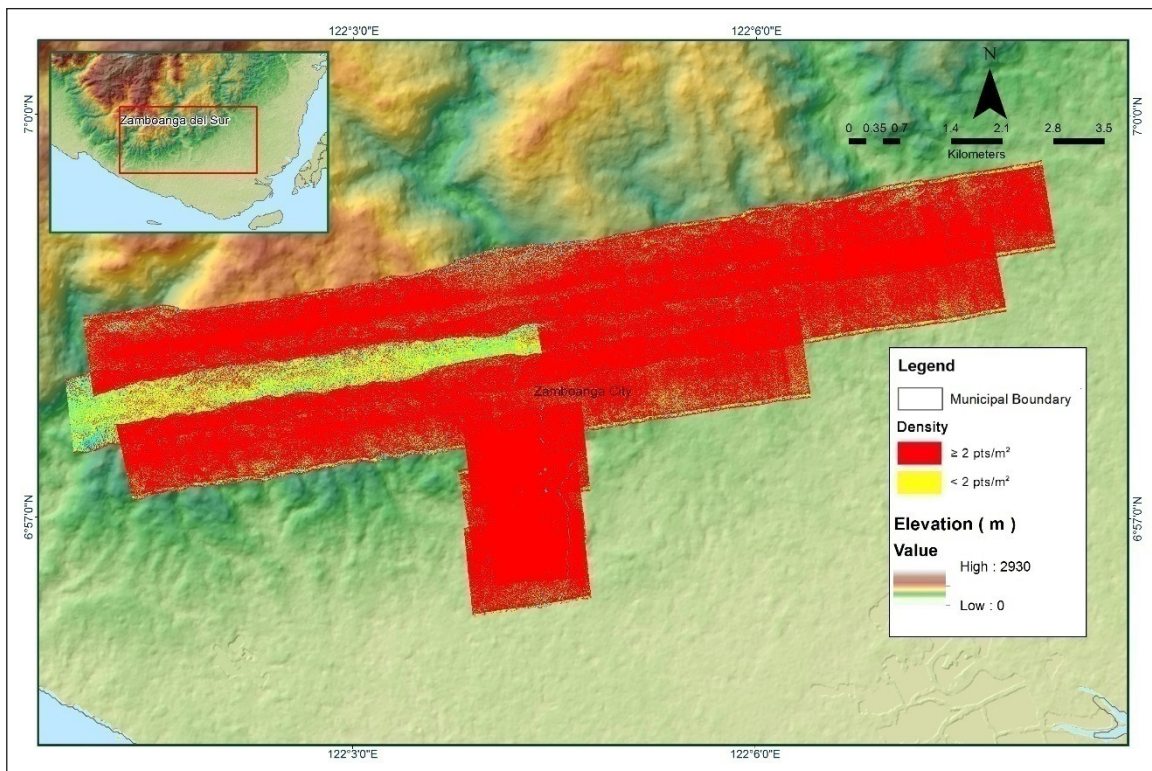 122°3'0"E
122°6'0"E
Zamboanga del Sur
N
7°0'0"N
7°0'0"N
0 0.35 0.7 1.4 2.1 2.8 3.5
Kilometers
Zamboanga City
Legend
Municipal Boundary
Density
≥ 2 pts/m²
< 2 pts/m²
Elevation ( m )
Value
High : 2930
Low : 0
6°57'0"N
6°57'0"N
122°3'0"E
122°6'0"E